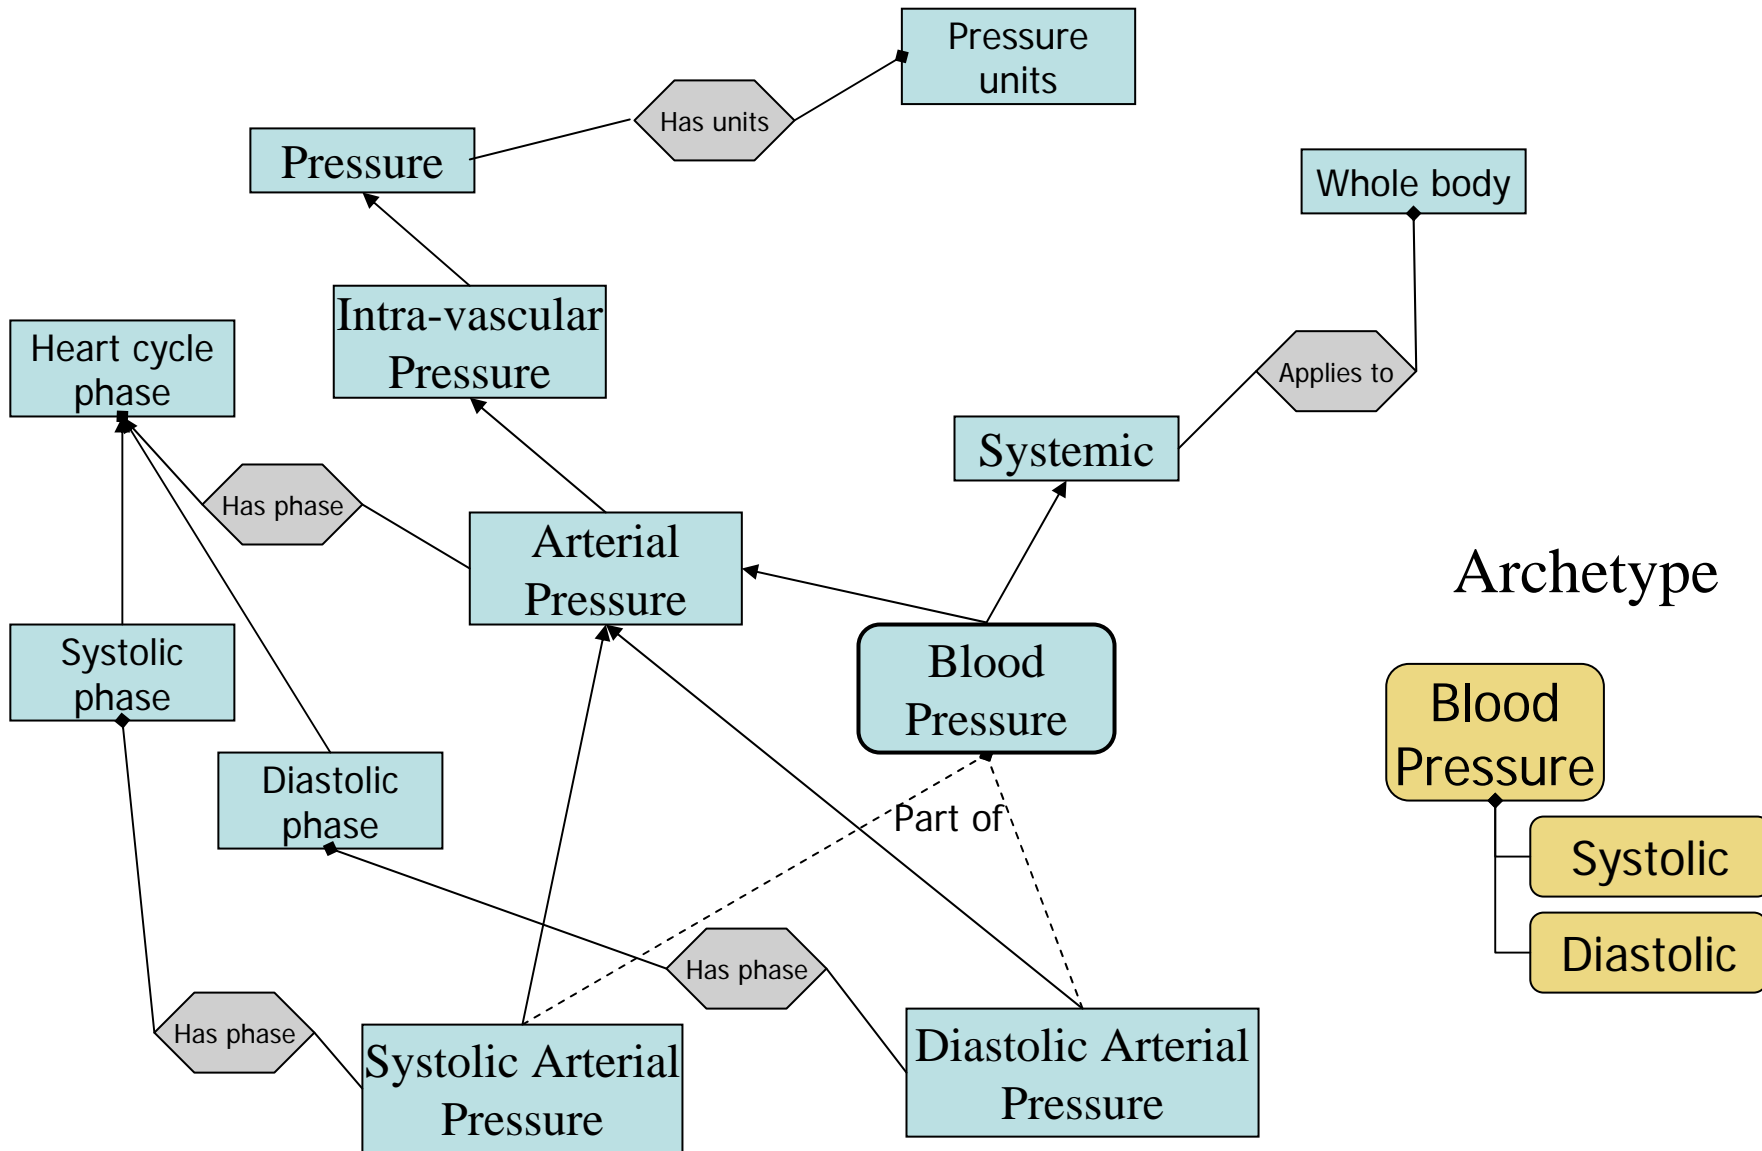 Pressure
units
Has units
Pressure
Whole body
Intra-vascular
Pressure
Heart cycle
phase
Applies to
Systemic
Has phase
Arterial
Pressure
Archetype
Systolic
phase
Blood
Pressure
Blood
Pressure
Diastolic
phase
Part of
Systolic
Diastolic
Has phase
Has phase
Systolic Arterial
Pressure
Diastolic Arterial
Pressure